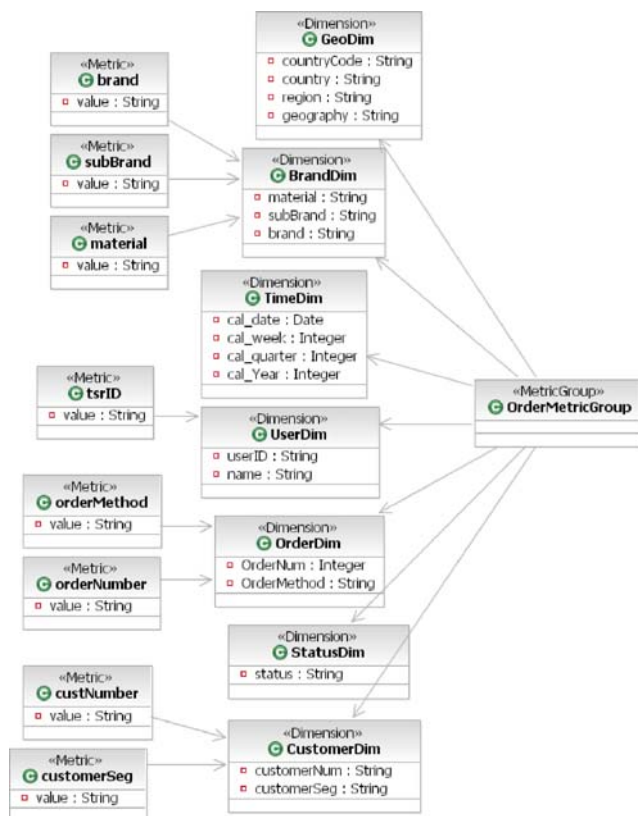 «Dimension»
GeoDim
countryCode : String
country : String
region : String
geography : String
«Metric»
brand
value : String
«Metric»
subBrand
value : String
«Metric»
material
value : String
«Dimension»
BrandDim
material : String
subBrand : String
brand : String
«Dimension»
TimeDim
cal_date : Date
cal_week : Integer
cal_quarter : Integer
cal_Year : Integer
«Metric»
tsrID
value : String
«MetricGroup»
OrderMetricGroup
«Dimension»
UserDim
userID : String
name : String
«Metric»
orderMethod
value : String
«Metric»
orderNumber
value : String
«Dimension»
OrderDim
OrderNum : Integer
OrderMethod : String
«Dimension»
StatusDim
status : String
«Metric»
custNumber
value : String
«Metric»
customerSeg
value : String
«Dimension»
CustomerDim
customerNum : String
customerSeg : String